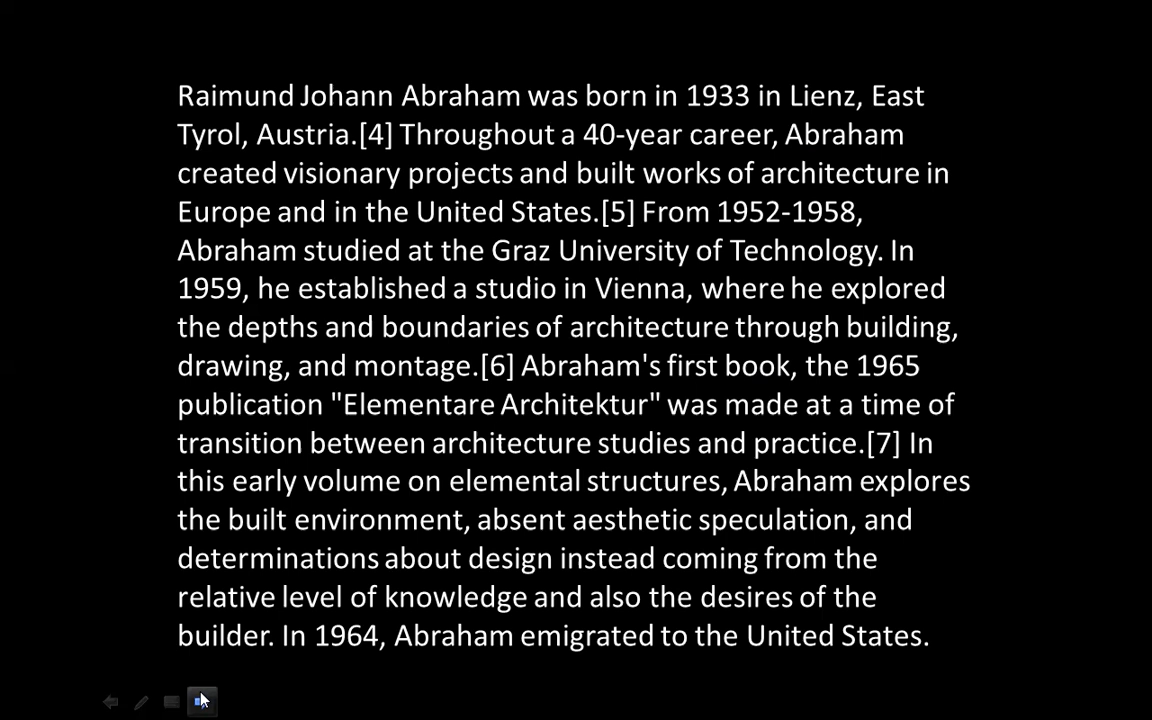 Raimund Johann Abraham was born in 1933 in Lienz, East
Tyrol, Austria.[4] Throughout a 40-year career, Abraham
created visionary projects and built works of architecture in
Europe and in the United States.[5] From 1952-1958,
Abraham studied at the Graz University of Technology. In
1959, he established a studio in Vienna, where he explored
the depths and boundaries of architecture through building,
drawing, and montage.[6] Abraham's first book, the 1965
publication "Elementare Architektur" was made at a time of
transition between architecture studies and practice.[7] In
this early volume on elemental structures, Abraham explores
the built environment, absent aesthetic speculation, and
determinations about design instead coming from the
relative level of knowledge and also the desires of the
builder. In 1964, Abraham emigrated to the United States.